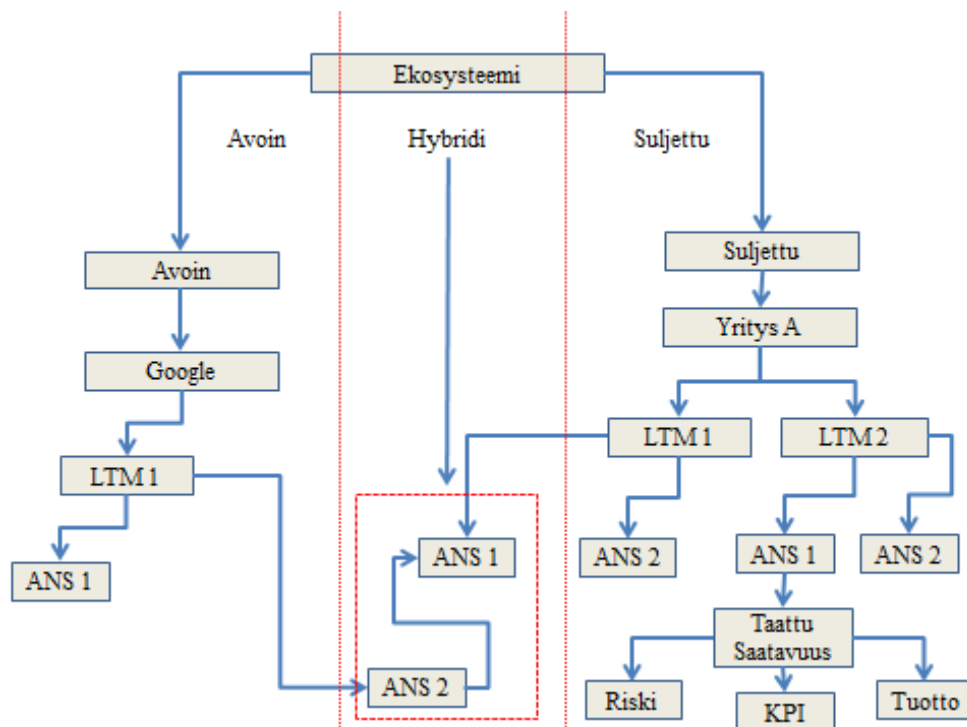 Ekosysteemi
Avoin
Hybridi
Suljettu
Suljettu
Avoin
Yritys A
Google
LTM 1
LTM 2
LTM 1
ANS 1
ANS 2
ANS 1
ANS 2
ANS 1
Taattu
Saatavuus
ANS 2
Riski
KPI
Tuotto